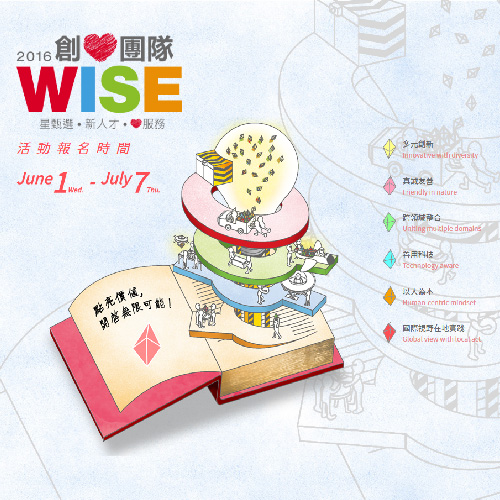 2016 創 團隊
WISE
星甄選・新人才・服務
活動報名時間
June 1 Wed. - July 7 Thu.
點亮價值,
開啓無限可能!
多元創新
Innovative with diversity
真誠友善
Friendly in nature
跨領域整合
Uniting multiple domains
善用科技
Technology aware
以人為本
Human-centric mindset
國際視野在地實踐
Global view with local act